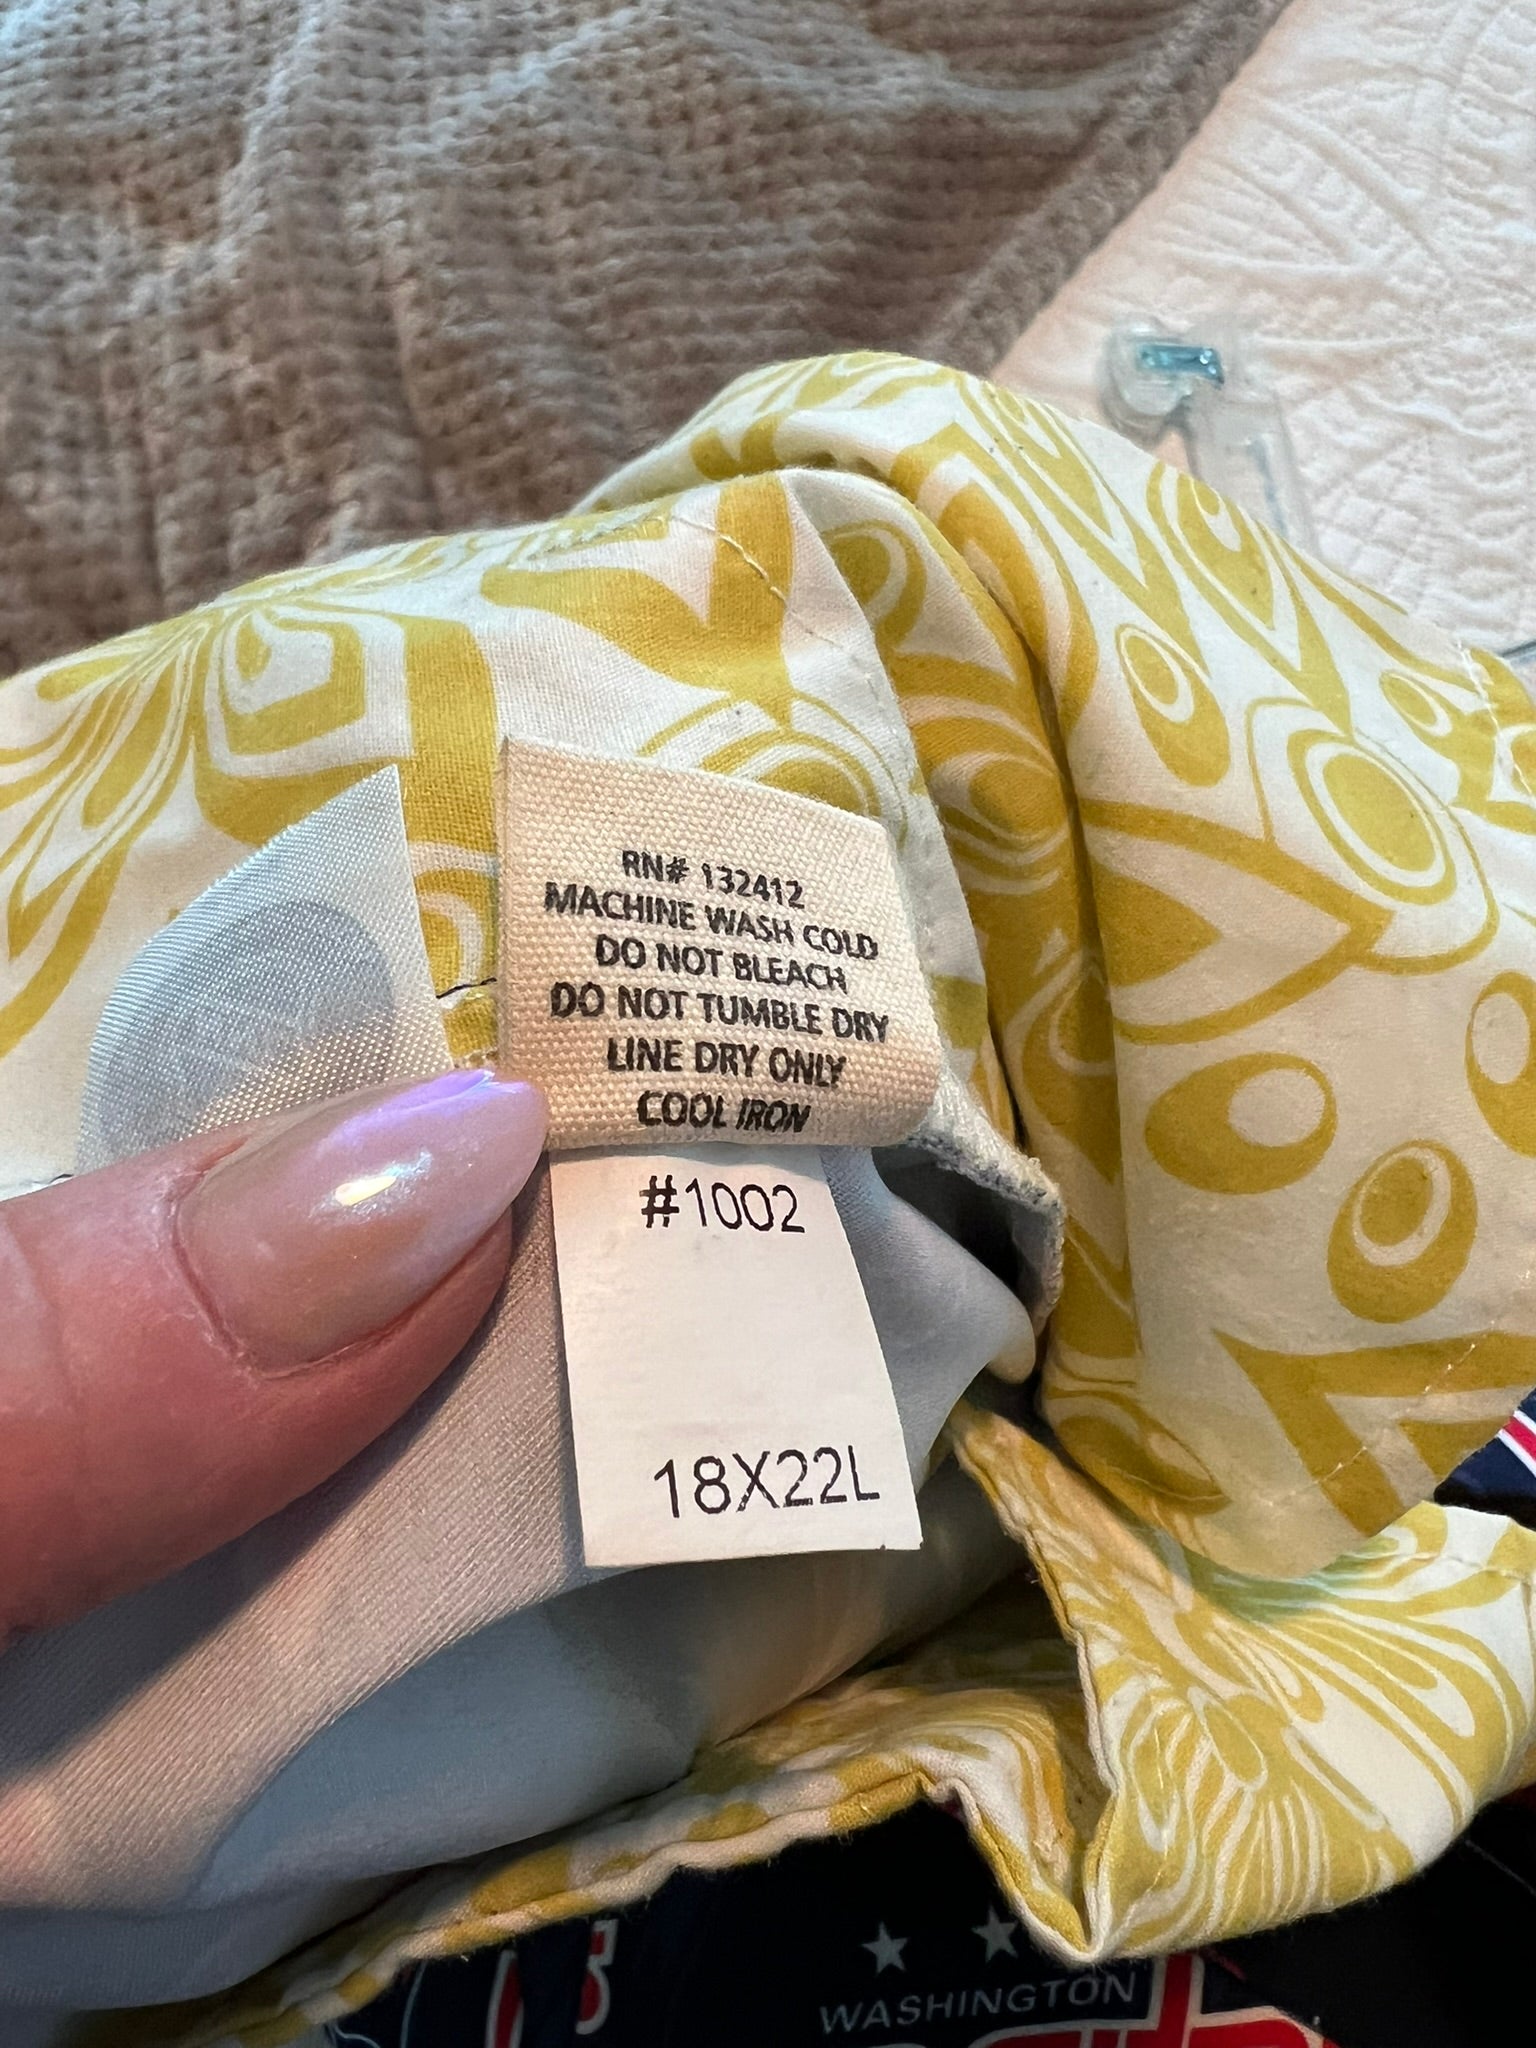 RN# 132412
MACHINE WASH COLD
DO NOT BLEACH
DO NOT TUMBLE DRY
LINE DRY ONLY
COOL IRON
#1002
18X22L
WASHINGTON